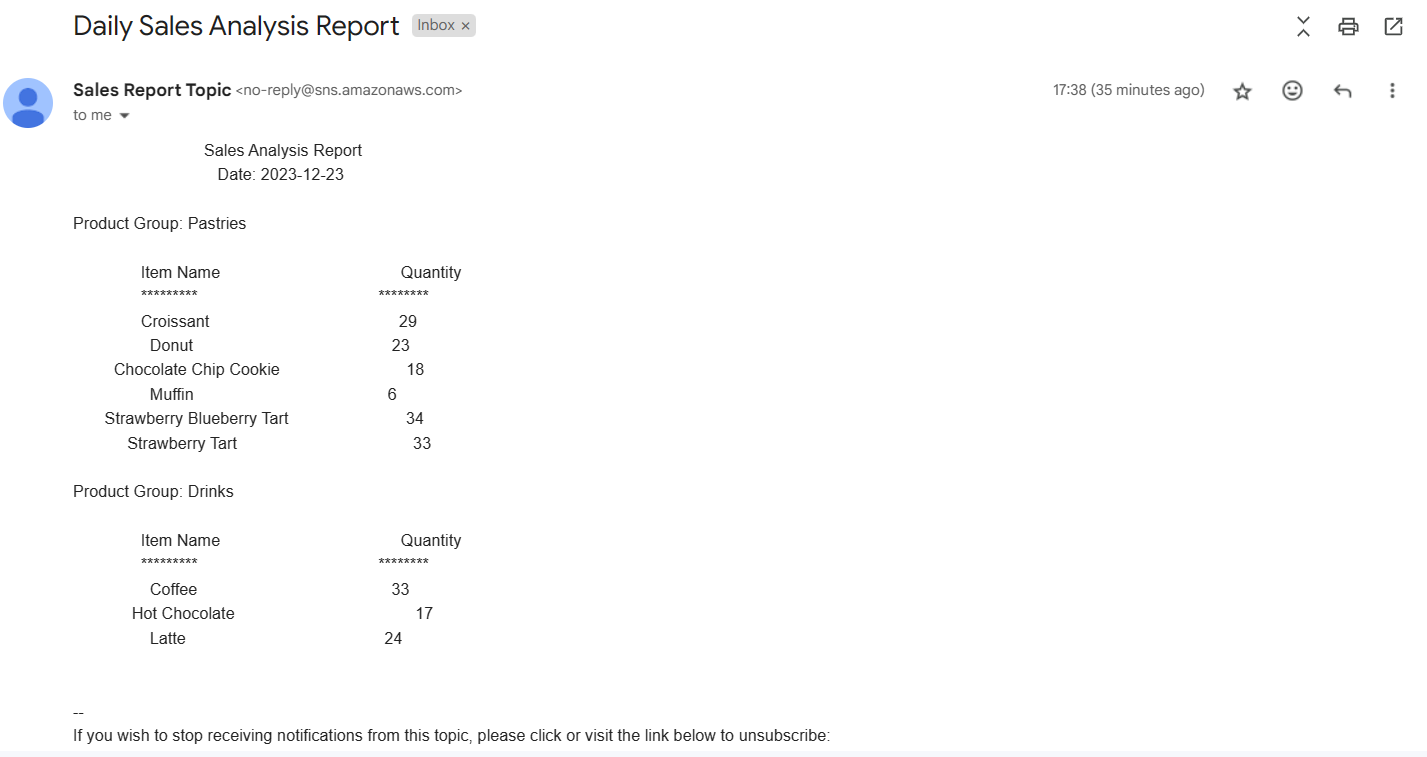 Daily Sales Analysis Report Inbox ×
Sales Report Topic <no-reply@sns.amazonaws.com> 17:38 (35 minutes ago)
to me
Sales Analysis Report
Date: 2023-12-23
Product Group: Pastries
Item Name Quantity
********* ********
Croissant 29
Donut 23
Chocolate Chip Cookie 18
Muffin 6
Strawberry Blueberry Tart 34
Strawberry Tart 33
Product Group: Drinks
Item Name Quantity
********* ********
Coffee 33
Hot Chocolate 17
Latte 24
--
If you wish to stop receiving notifications from this topic, please click or visit the link below to unsubscribe: